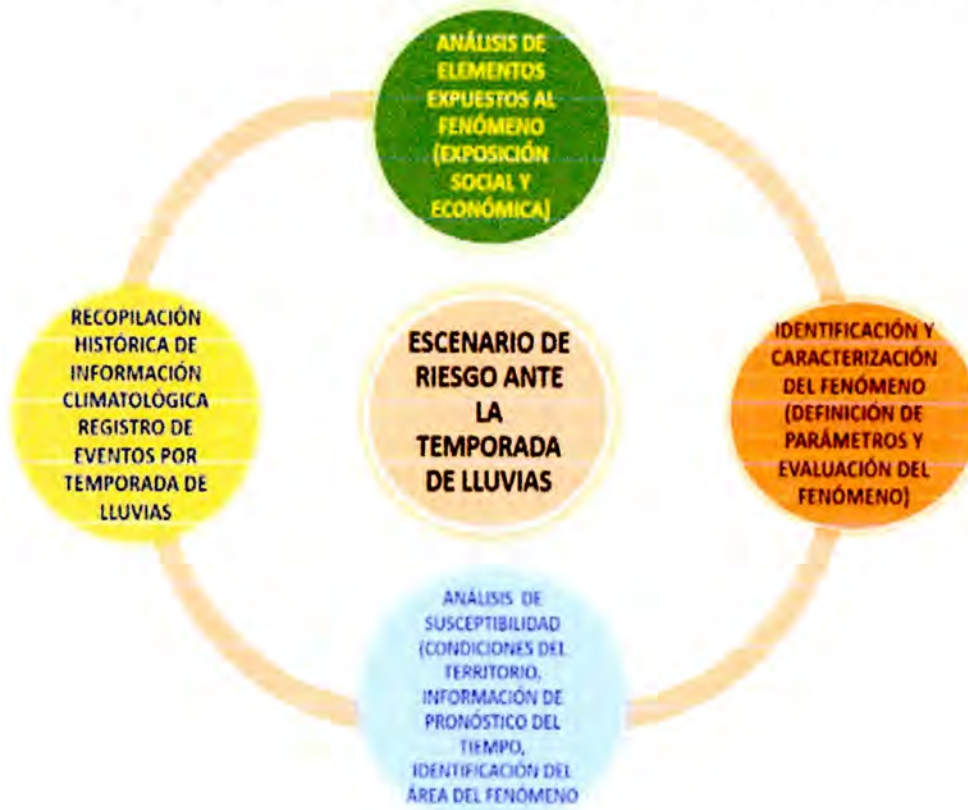 ANÁLISIS DE
ELEMENTOS
EXPUESTOS AL
FENÓMENO
(EXPOSICIÓN
SOCIAL Y
ECONÓMICA)
RECOPILACIÓN
HISTÓRICA DE
INFORMACIÓN
CLIMATOLÓGICA
REGISTRO DE
EVENTOS POR
TEMPORADA DE
LLUVIAS
ESCENARIO DE
RIESGO ANTE
LA
TEMPORADA
DE LLUVIAS
IDENTIFICACIÓN Y
CARACTERIZACIÓN
DEL FENÓMENO
(DEFINICIÓN DE
PARÁMETROS Y
EVALUACIÓN DEL
FENÓMENO)
ANÁLISIS DE
SUSCEPTIBILIDAD
(CONDICIONES DEL
TERRITORIO,
INFORMACIÓN DE
PRONÓSTICO DEL
TIEMPO,
IDENTIFICACIÓN DEL
ÁREA DEL FENÓMENO